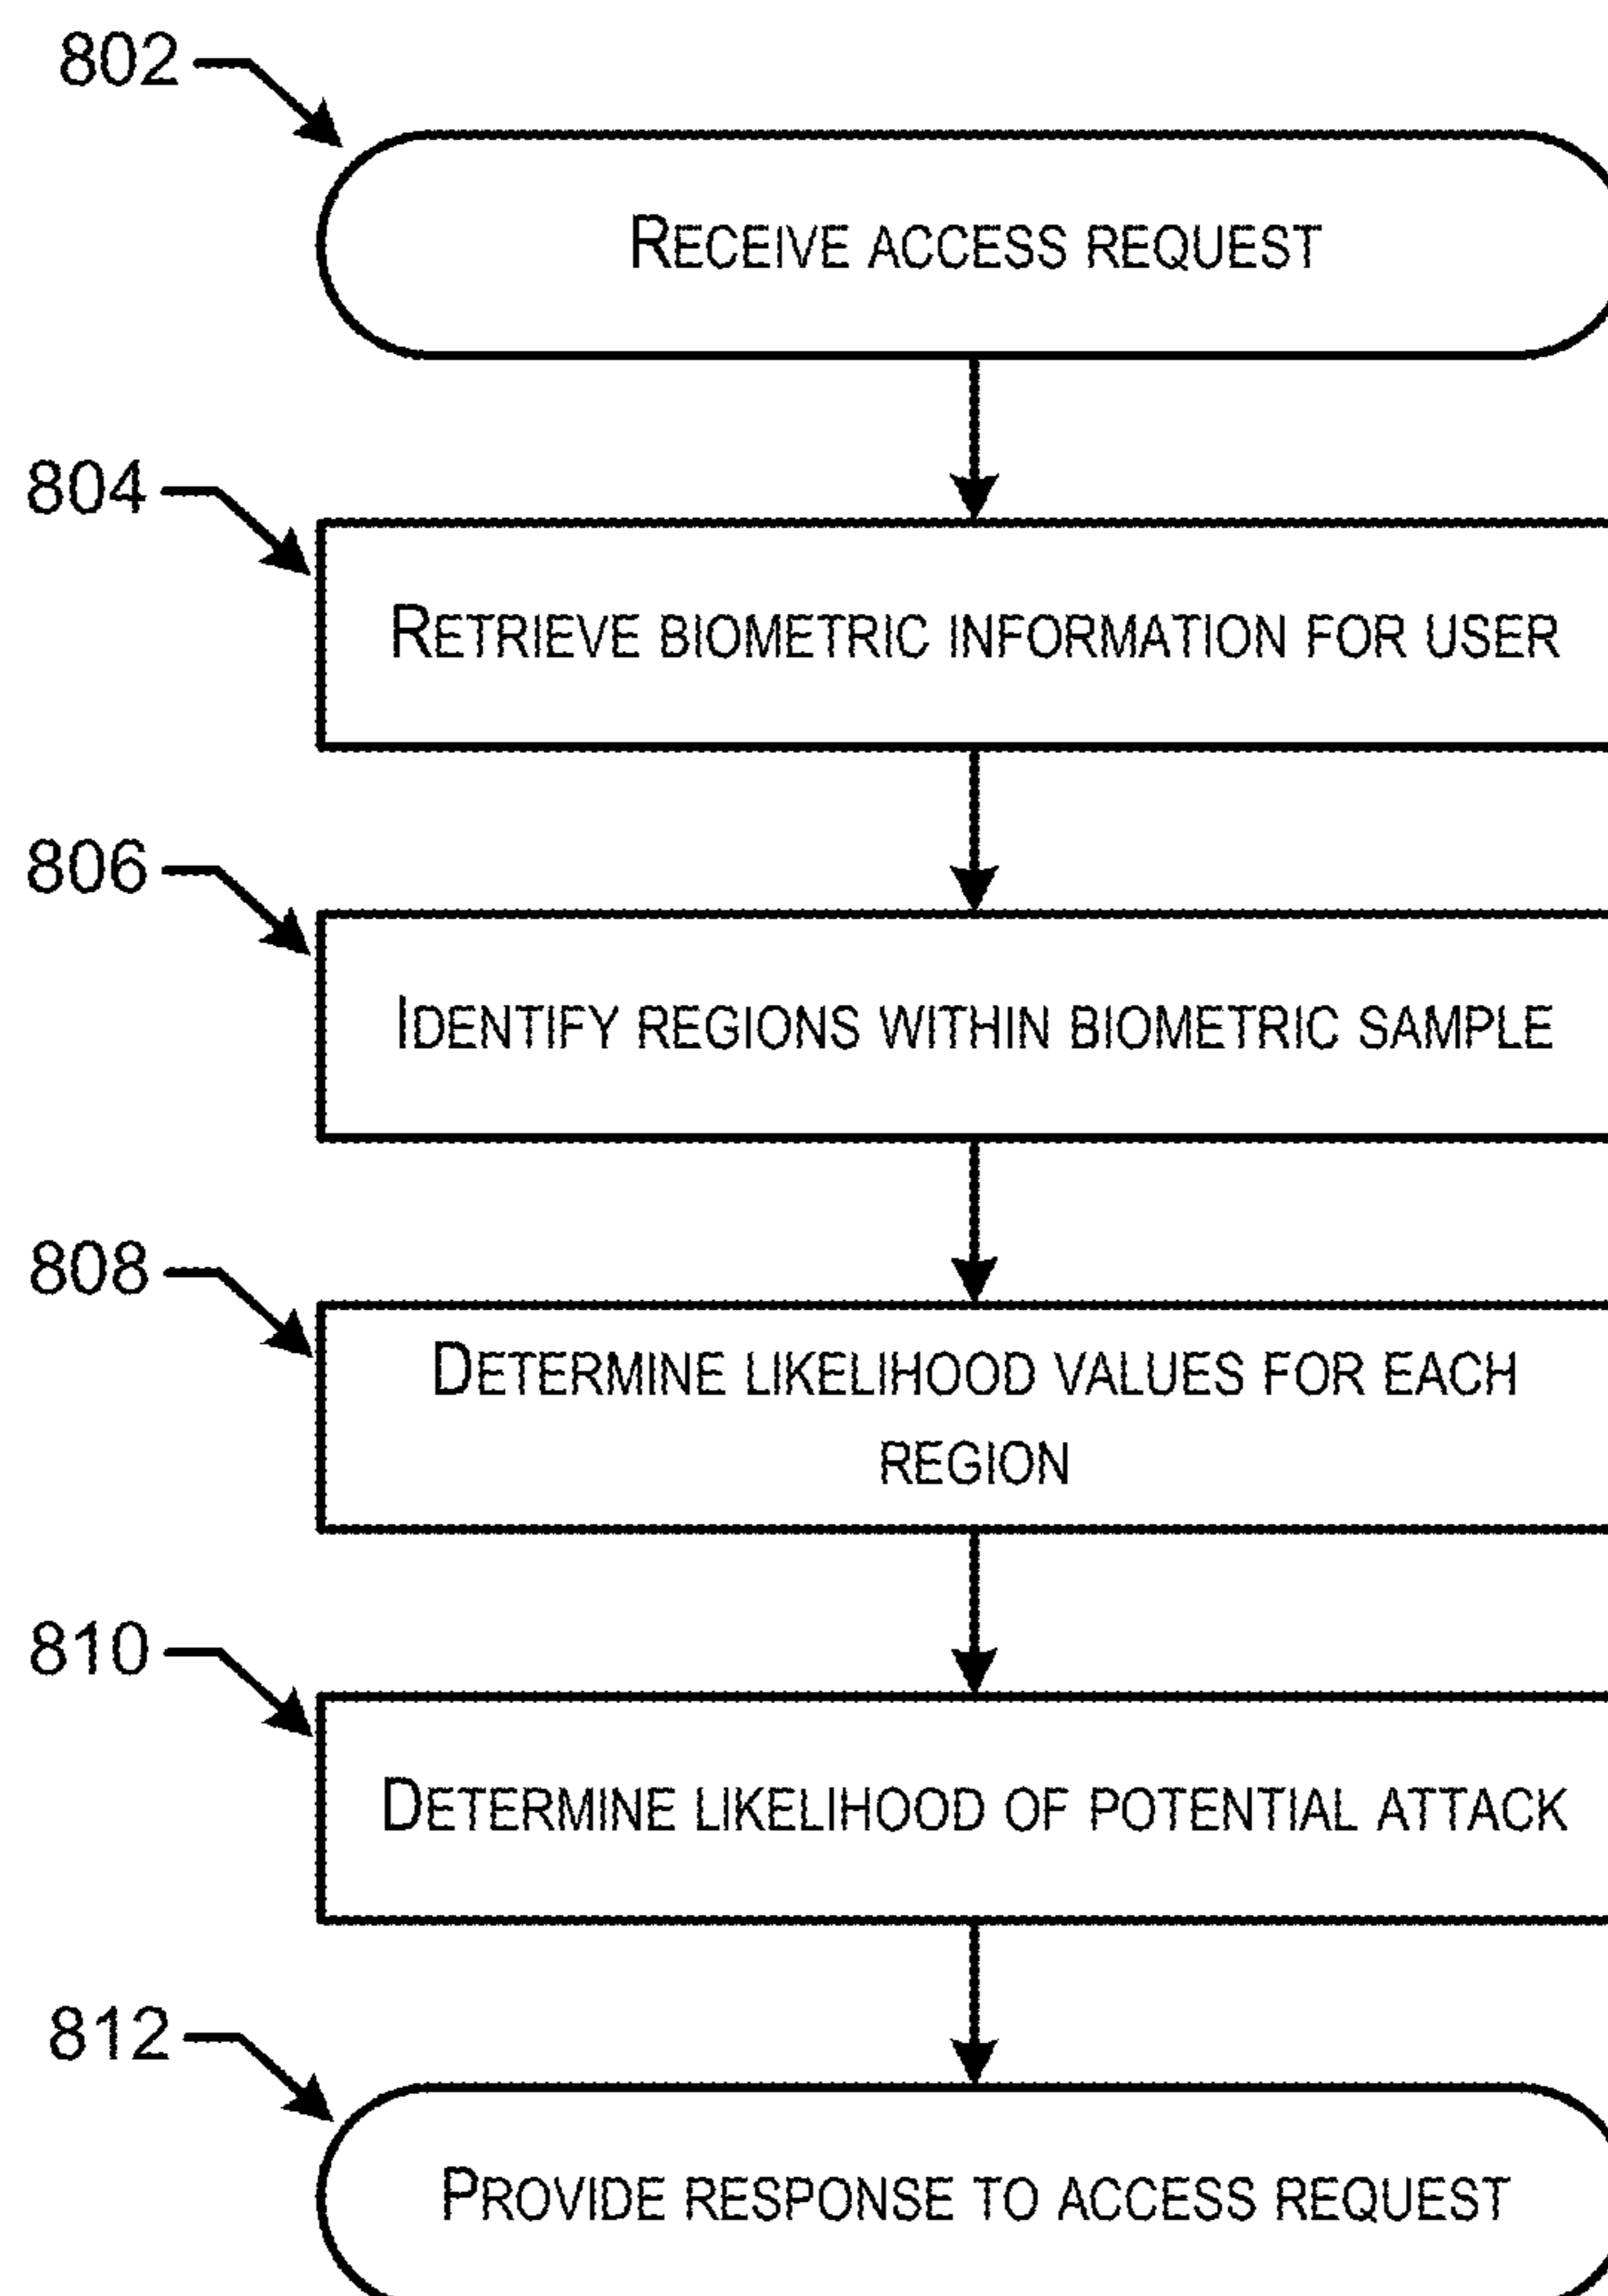 802
RECEIVE ACCESS REQUEST
804
RETRIEVE BIOMETRIC INFORMATION FOR USER
806
IDENTIFY REGIONS WITHIN BIOMETRIC SAMPLE
808
DETERMINE LIKELIHOOD VALUES FOR EACH
REGION
810
DETERMINE LIKELIHOOD OF POTENTIAL ATTACK
812
PROVIDE RESPONSE TO ACCESS REQUEST